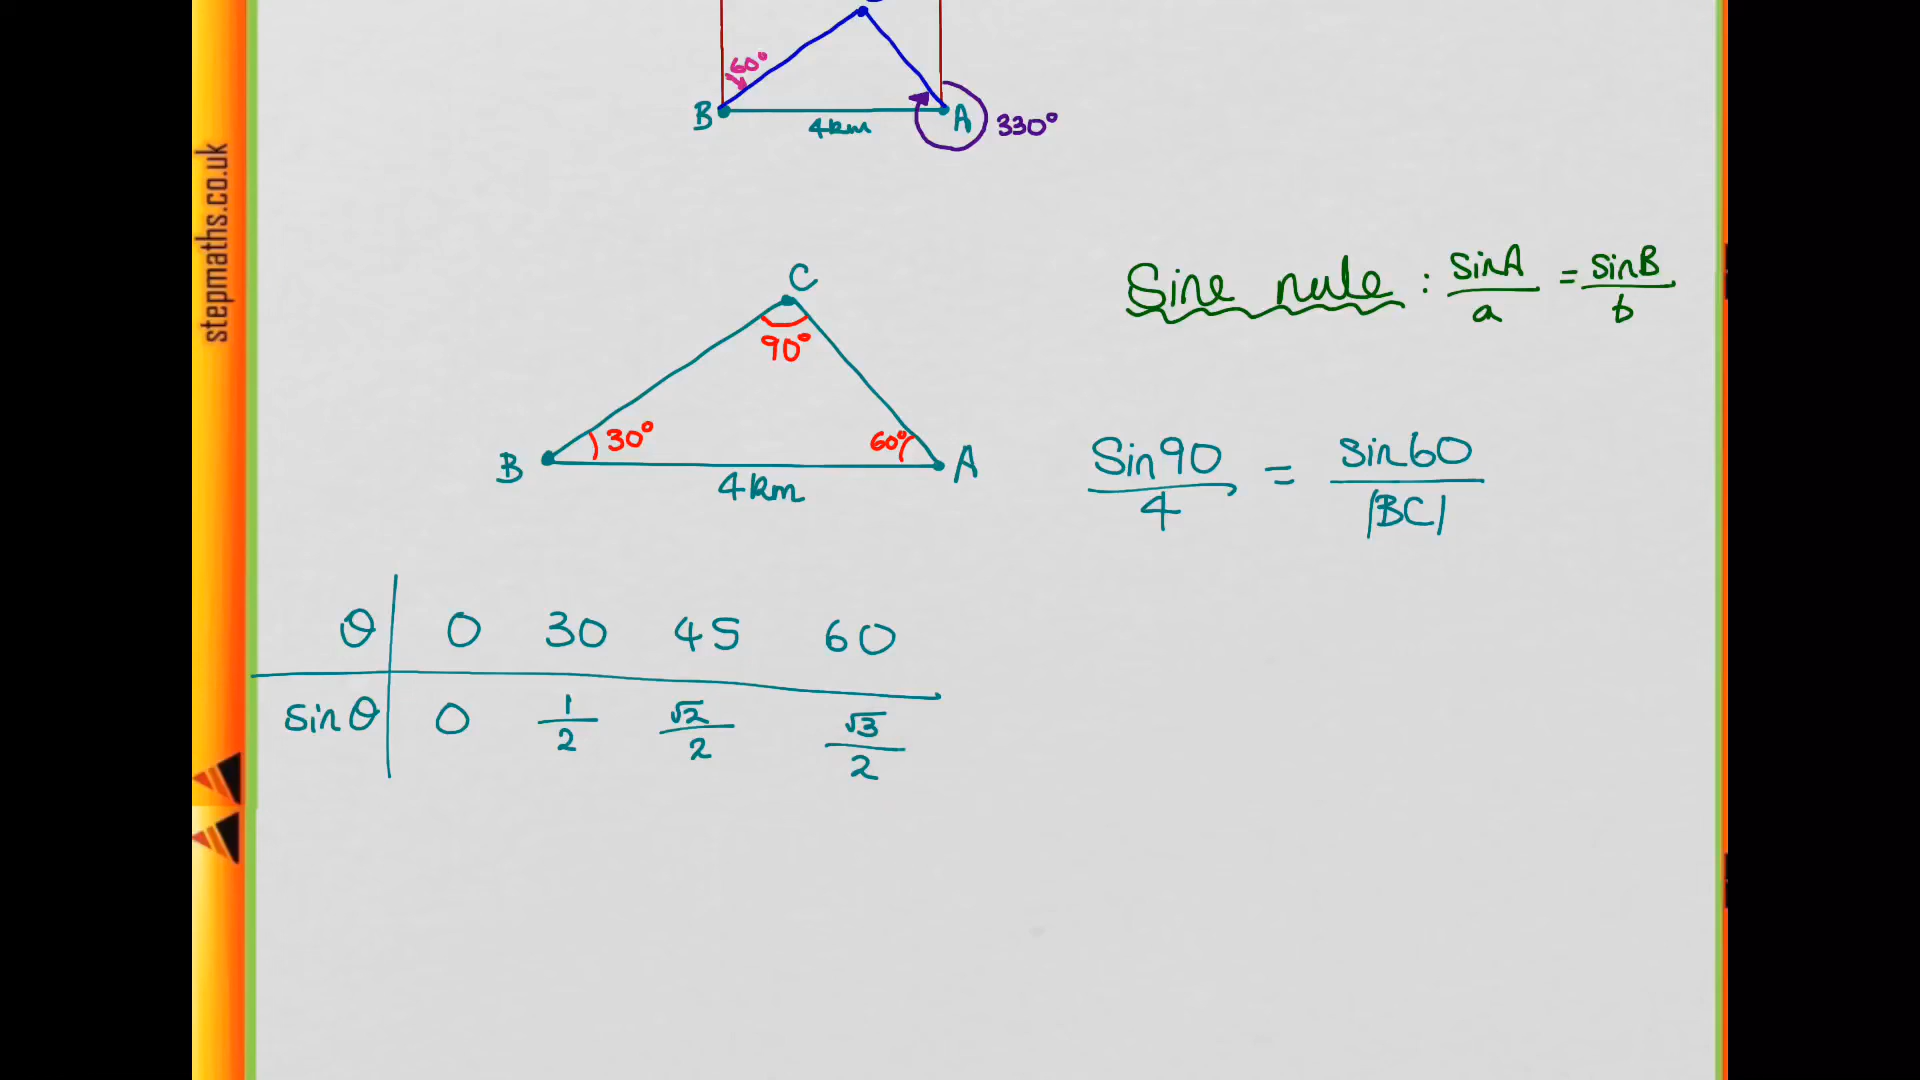 60°
B
4km
A
330°
stepmaths.co.uk
C
90°
30°
60°
B
4km
A
Sine rule : sinA/a = sinB/b
Sin90/4 = sin60/|BC|
θ 0 30 45 60
sinθ 0 1/2 √2/2 √3/2